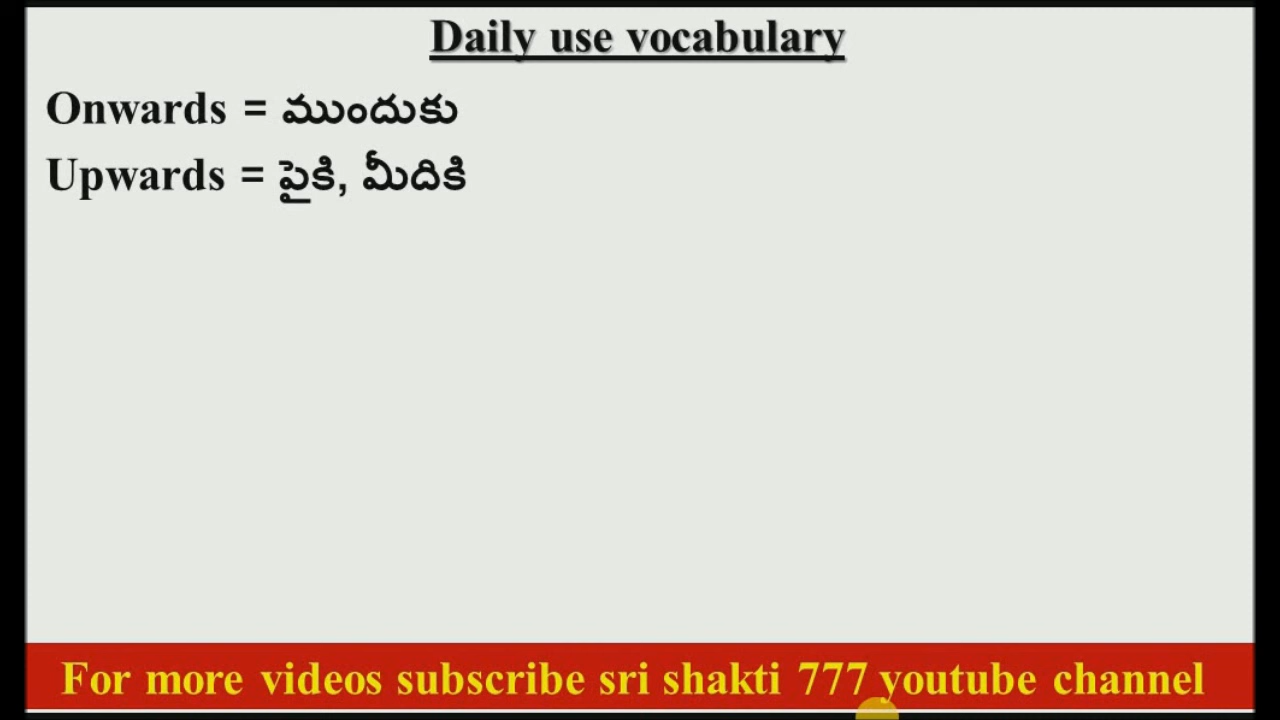 Daily use vocabulary
Onwards = ముందుకు
Upwards = పైకి, మీదికి
For more videos subscribe sri shakti 777 youtube channel